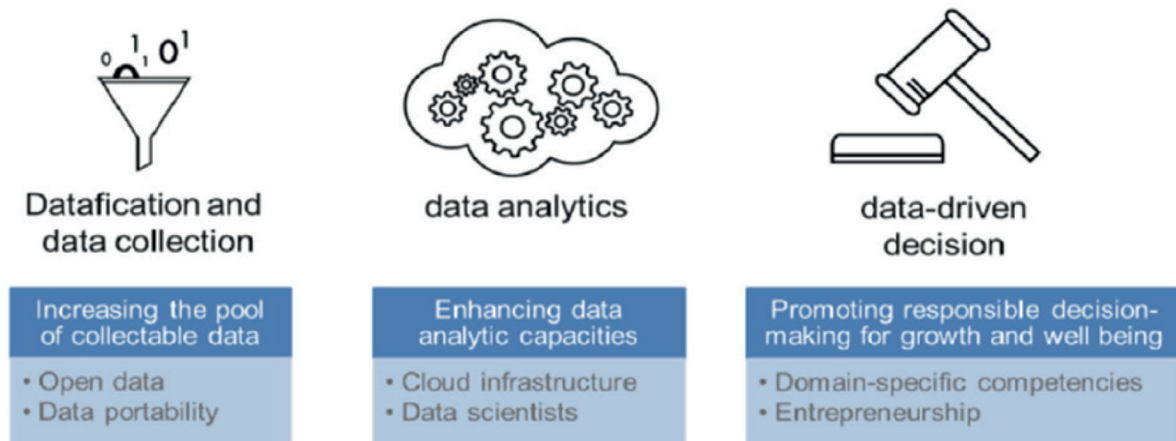 0 1 1 0 1
Datafication and
data collection
Increasing the pool
of collectable data
• Open data
• Data portability
data analytics
Enhancing data
analytic capacities
• Cloud infrastructure
• Data scientists
data-driven
decision
Promoting responsible decision-
making for growth and well being
• Domain-specific competencies
• Entrepreneurship